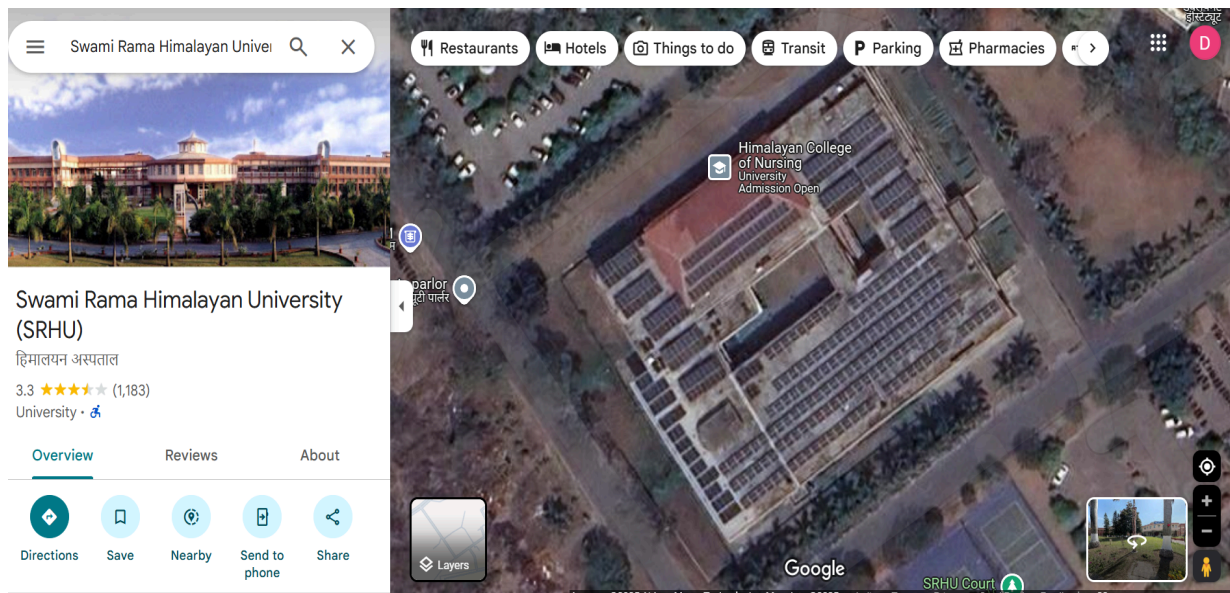 Swami Rama Himalayan Univer
Restaurants
Hotels
Things to do
Transit
Parking
Pharmacies
D
Swami Rama Himalayan University
(SRHU)
हिमालयन अस्पताल
3.3 (1,183)
University ·
Overview
Reviews
About
Directions
Save
Nearby
Send to
phone
Share
Himalayan College
of Nursing
University
Admission Open
parlor
यूटी पार्लर
Layers
Google
SRHU Court